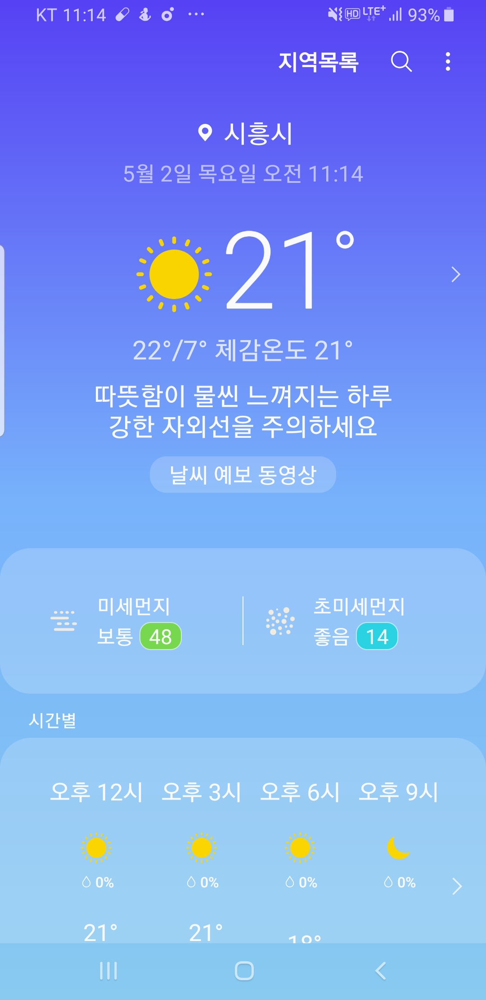 KT 11:14 HD LTE+ 93%
지역목록
시흥시
5월 2일 목요일 오전 11:14
21°
22°/7° 체감온도 21°
따뜻함이 물씬 느껴지는 하루
강한 자외선을 주의하세요
날씨 예보 동영상
미세먼지 초미세먼지
보통 48 좋음 14
시간별
오후 12시 오후 3시 오후 6시 오후 9시
0% 0% 0% 0%
21° 21° 18°